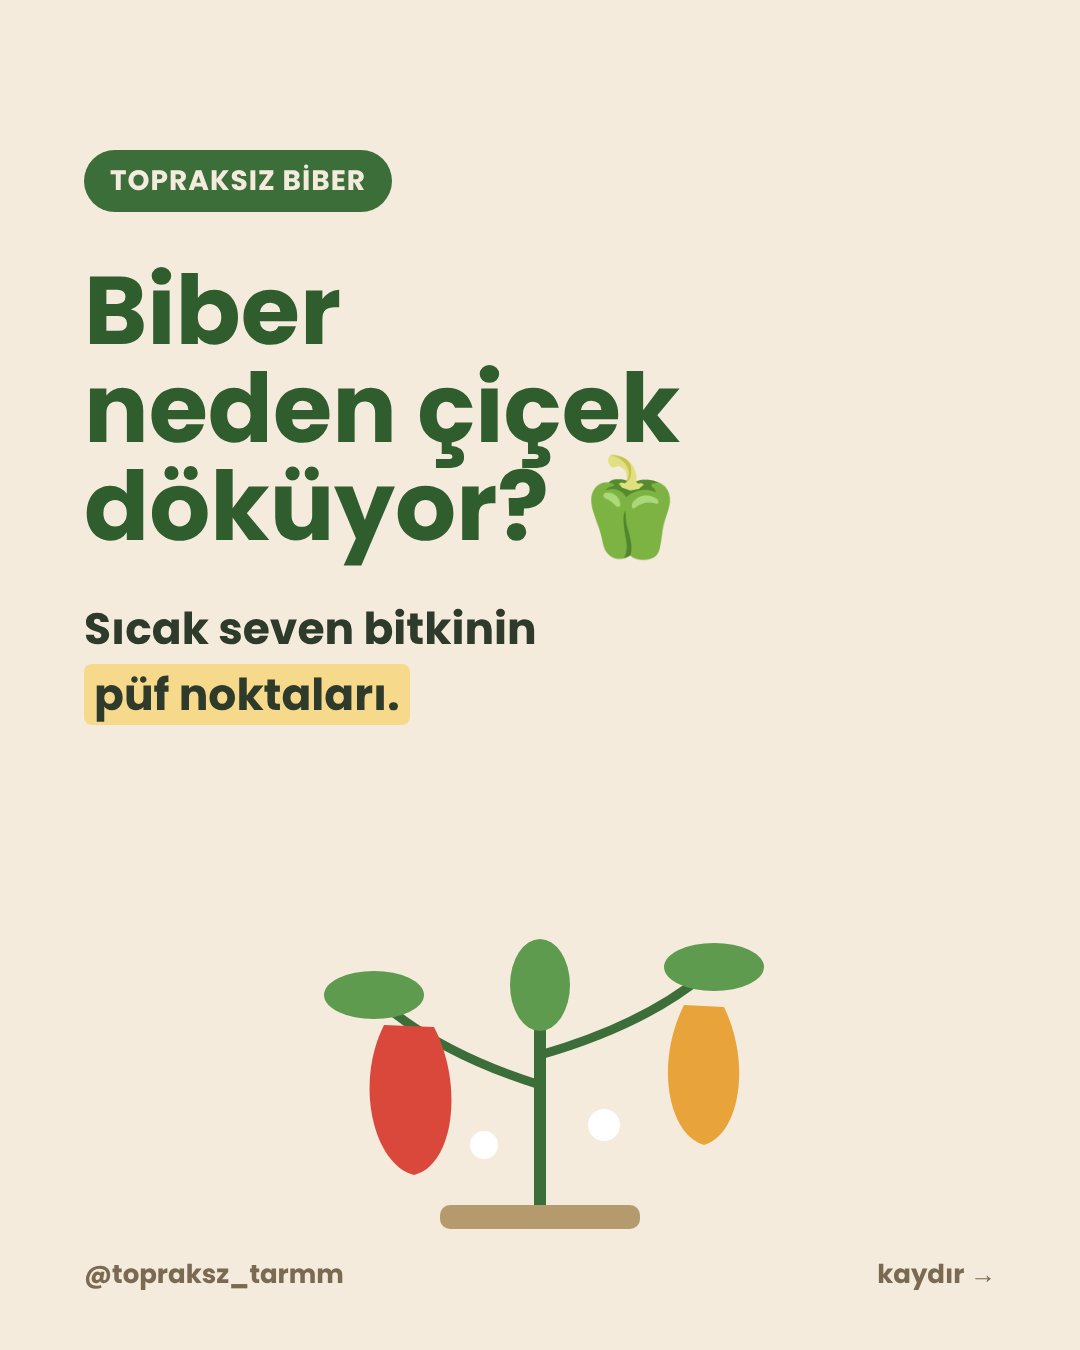 TOPRAKSIZ BİBER
Biber
neden çiçek
döküyor? 🫑
Sıcak seven bitkinin
püf noktaları.
@topraksz_tarmm
kaydır →